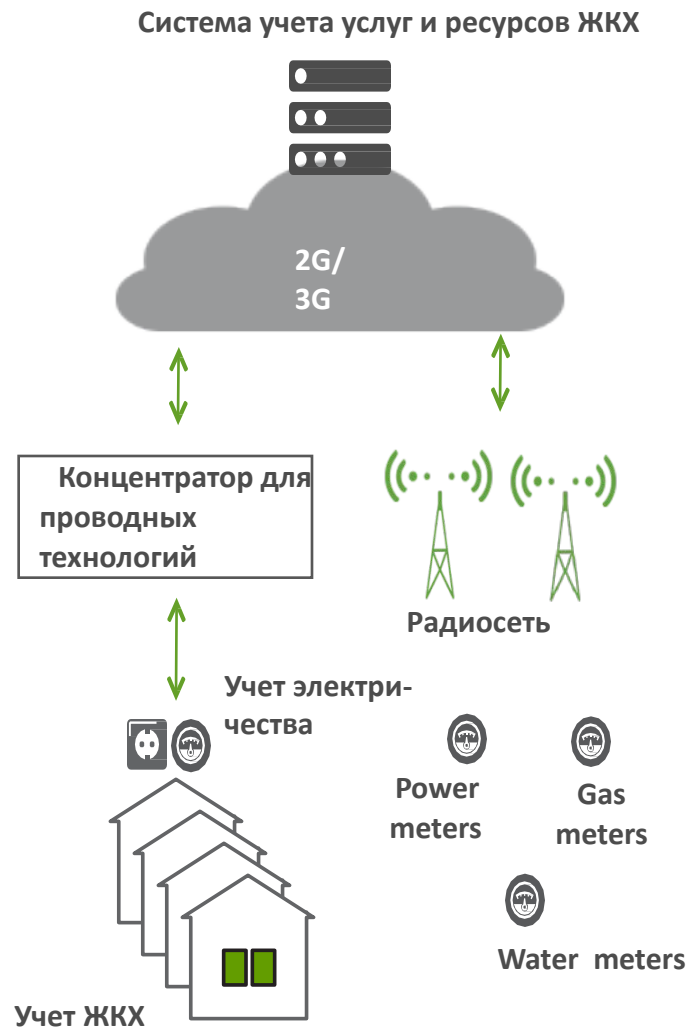 Система учета услуг и ресурсов ЖКХ
2G/
3G
Концентратор для
проводных
технологий
Радиосеть
Учет электри-
чества
Power
meters
Gas
meters
Water meters
Учет ЖКХ